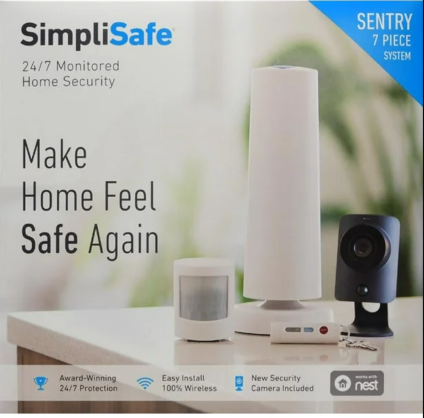 SimpliSafe
24/7 Monitored
Home Security
SENTRY
7 PIECE
SYSTEM
Make
Home Feel
Safe Again
Award-Winning
24/7 Protection
Easy Install
100% Wireless
New Security
Camera Included
works with
nest